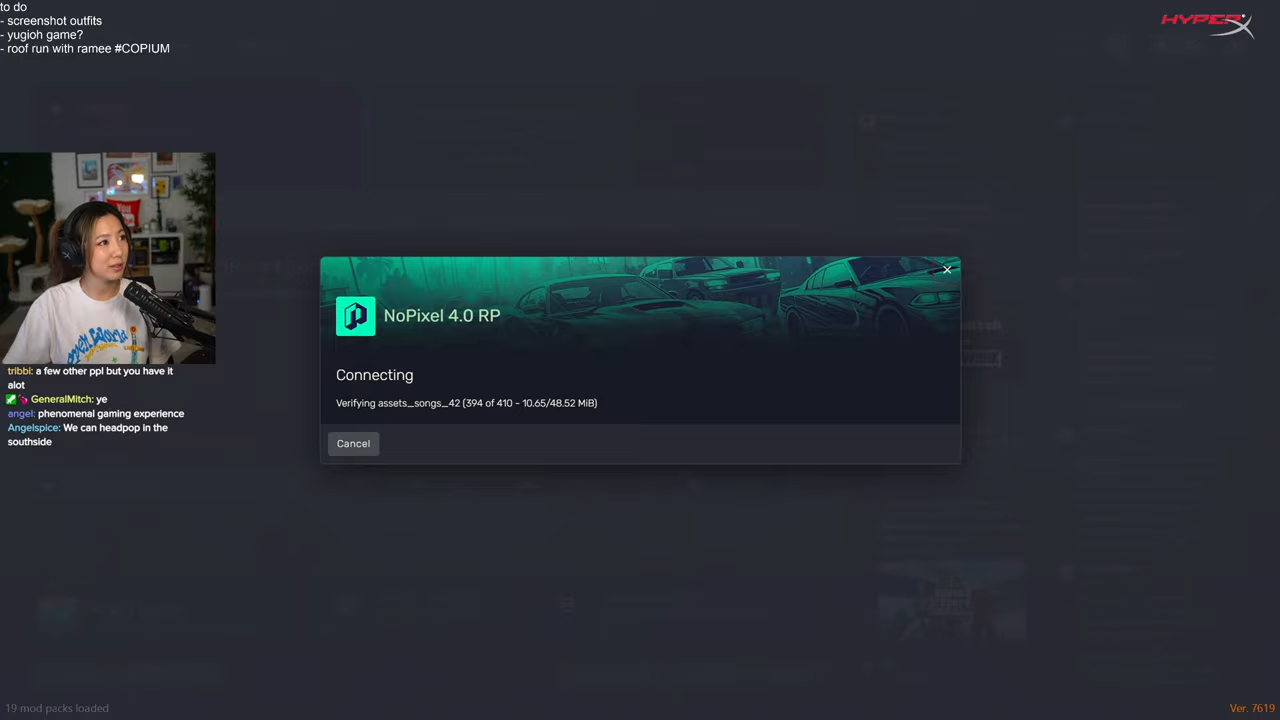 to do
- screenshot outfits
- yugioh game?
- roof run with ramee #COPIUM
HYPERX
NoPixel 4.0 RP
Connecting
Verifying assets_songs_42 (394 of 410 - 10.65/48.52 MiB)
Cancel
tribbi: a few other ppl but you have it
alot
GeneralMitch: ye
angel: phenomenal gaming experience
Angelspice: We can headpop in the
southside
19 mod packs loaded
Ver. 7619